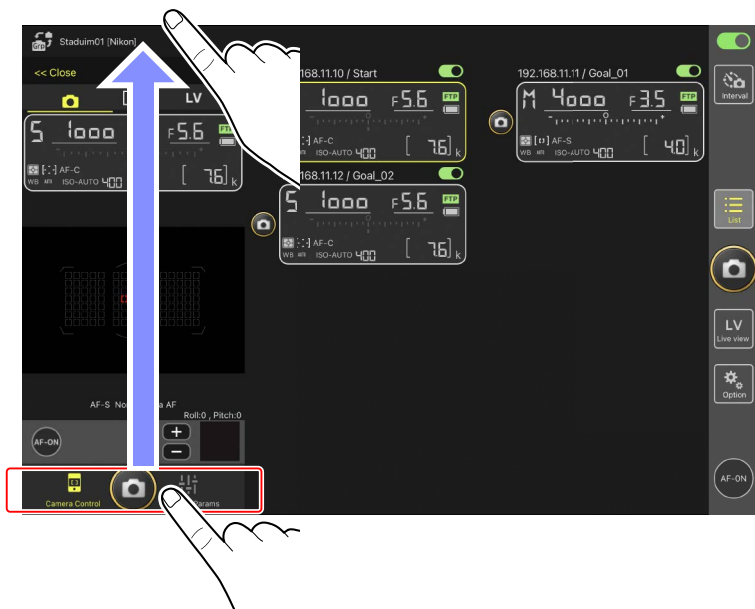 Grp Staduim01 [Nikon]
<< Close
LV
S 1000 F5.6
AF-C
WB ISO-AUTO 400 [ 7.6] k
AF-S
AF
Roll:0 , Pitch:0
AF-ON
+
−
Camera Control
Params
168.11.10 / Start
1000 F5.6 FTP
AF-C
ISO-AUTO 400 [ 7.6] k
192.168.11.11 / Goal_01
M 4000 F3.5 FTP
AF-S
WB ISO-AUTO 400 [ 4.0] k
168.11.12 / Goal_02
S 1000 F5.6 FTP
AF-C
WB ISO-AUTO 400 [ 7.6] k
Interval
List
LV
Live view
Option
AF-ON